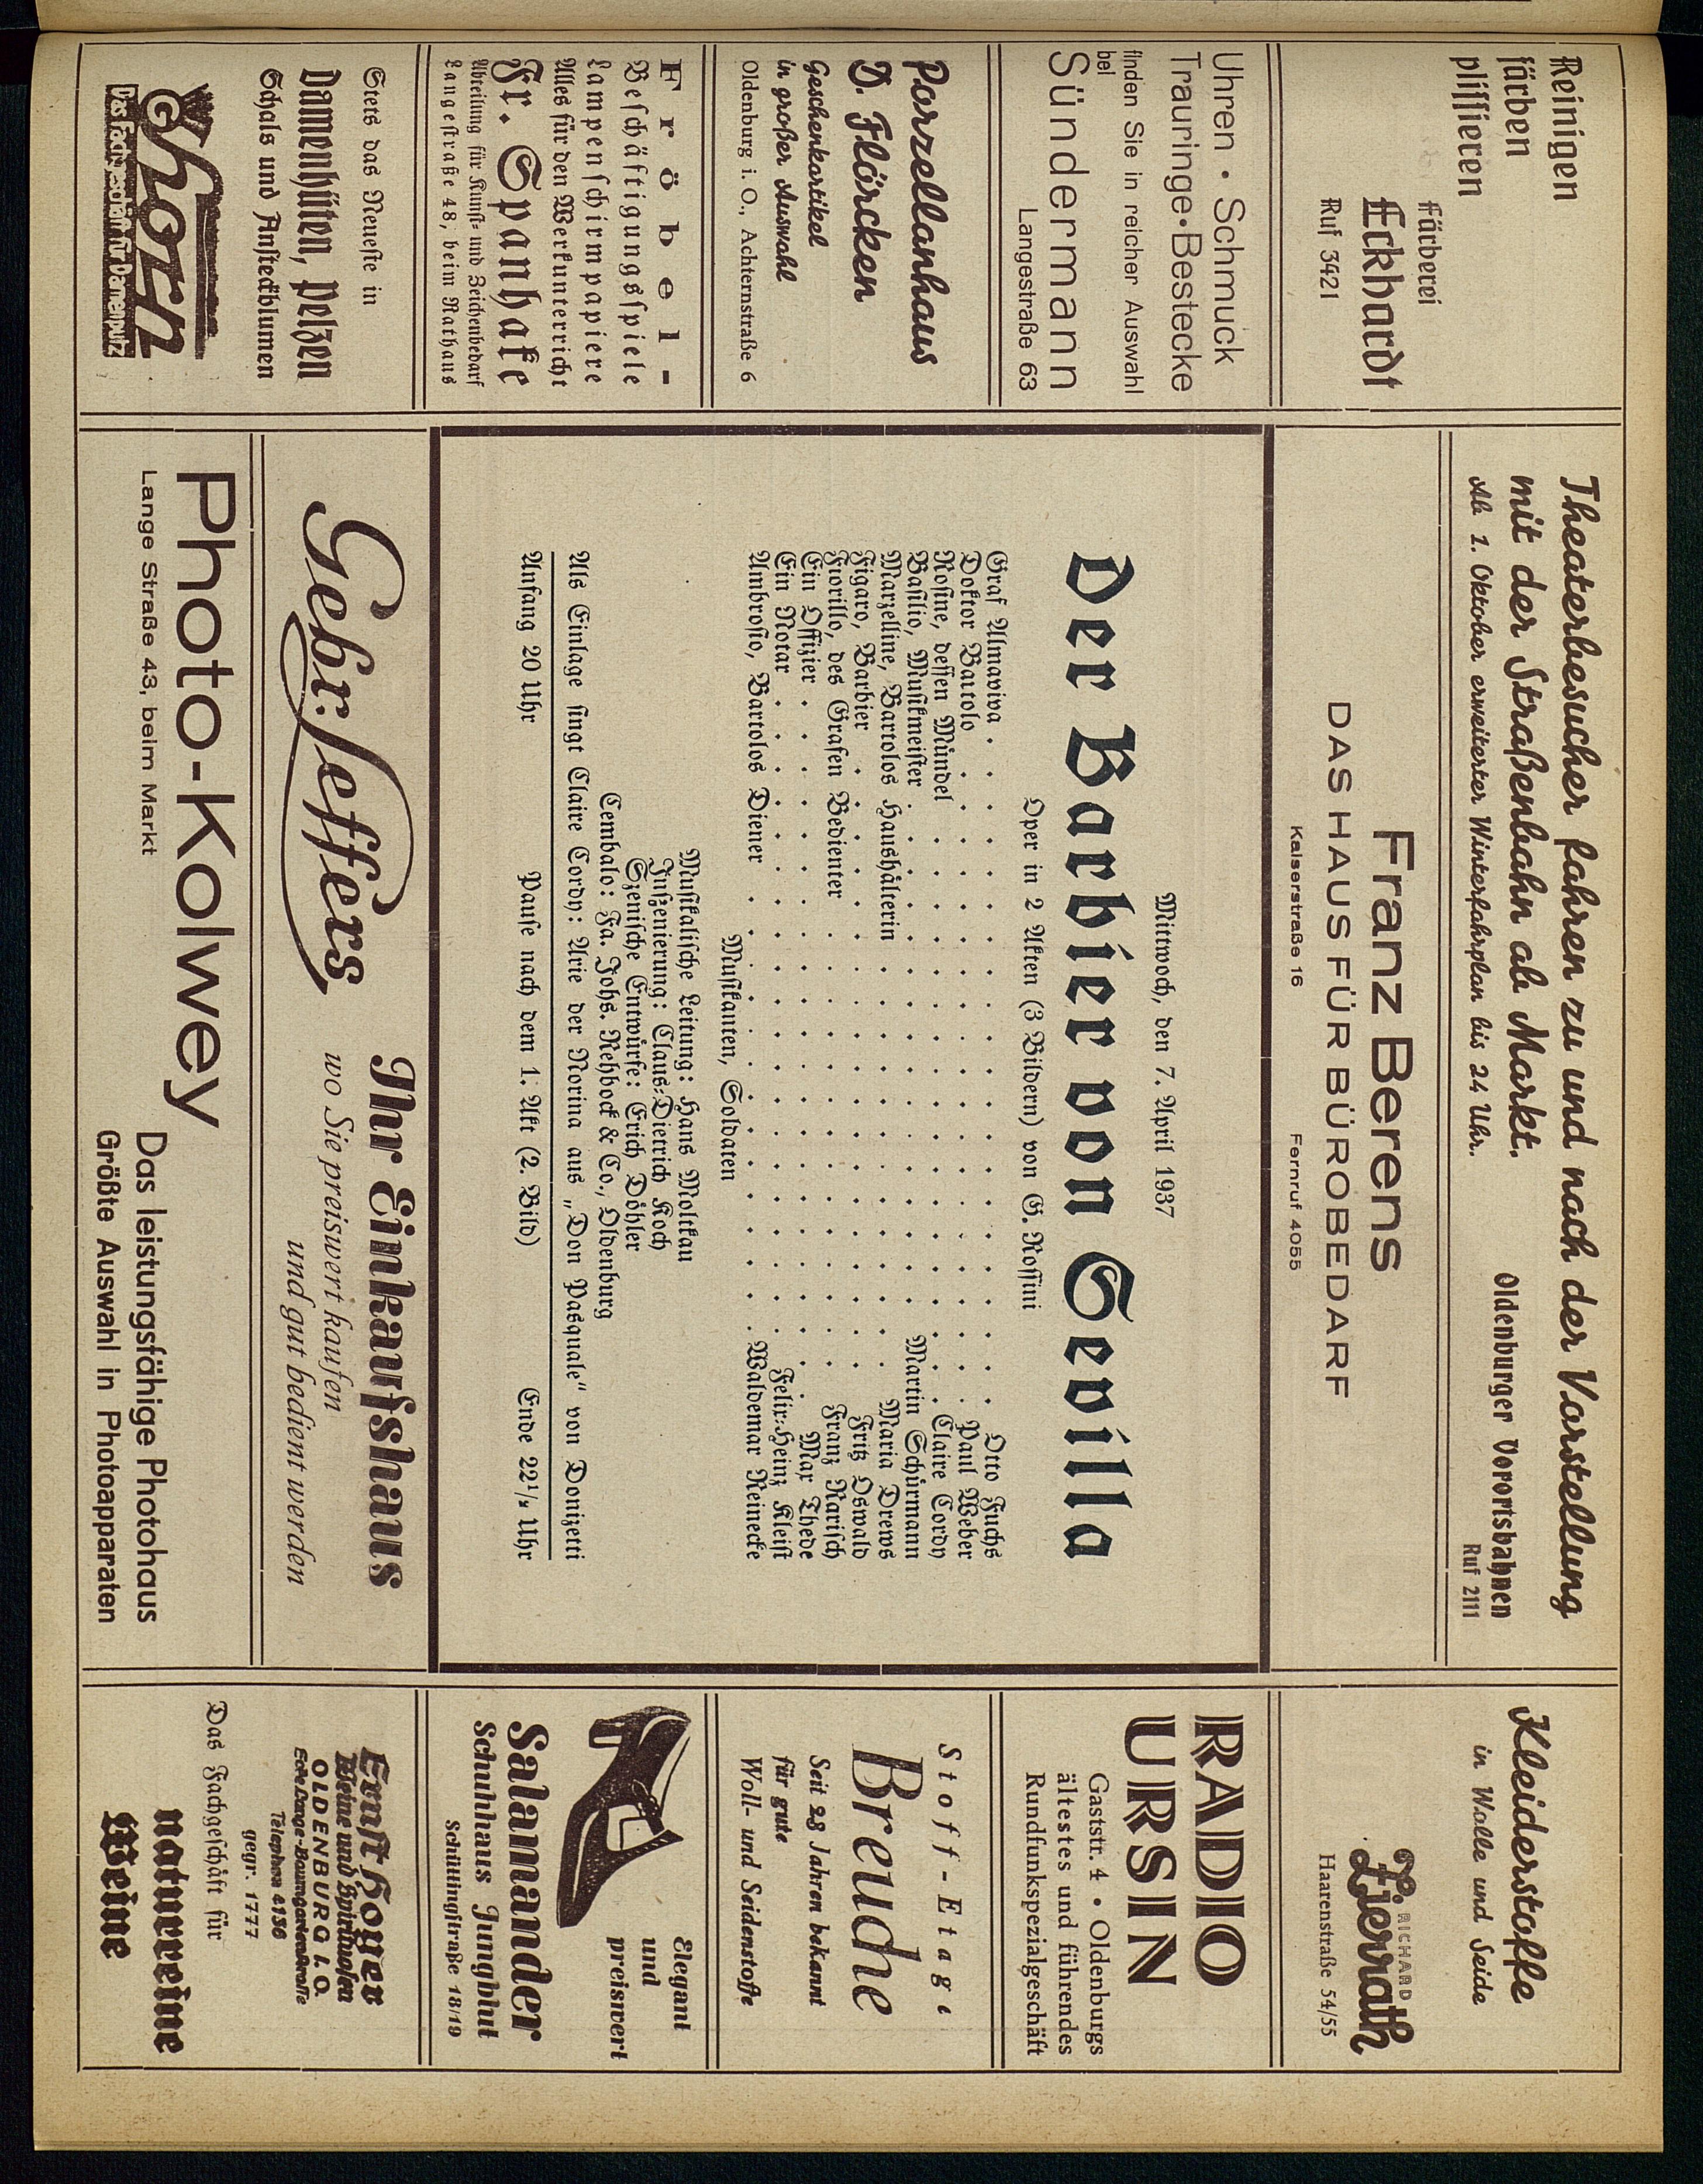 Reinigen
färben
plissieren
Färberei
Eckhardt
Ruf 3421
Uhren • Schmuck
Trauringe•Bestecke
finden Sie in reicher Auswahl
bei
Sündermann
Langestraße 63
Porzellanhaus
D. Flörcken
Geschenkartikel
in großer Auswahl
Oldenburg i. O., Achternstraße 6
Fröbel-
Beschäftigungsspiele
Lampenschirmpapiere
Alles für den Werkunterricht
Fr. Spanhake
Abteilung für Kunst- und Zeichenbedarf
Langestraße 48, beim Rathaus
Stets das Neueste in
Damenhüten, Pelzen
Schals und Ansteckblumen
Ghorn
Das Fachgeschäft für Damenputz
Theaterbesucher fahren zu und nach der Vorstellung
mit der Straßenbahn ab Markt.
Ab 1. Oktober erweiterter Winterfahrplan bis 24 Uhr.
Oldenburger Vorortsbahnen
Ruf 2111
Franz Berens
DAS HAUS FÜR BÜROBEDARF
Kaiserstraße 16 Fernruf 4055
Mittwoch, den 7. April 1937
Der Barbier von Sevilla
Oper in 2 Akten (3 Bildern) von G. Rossini
Graf Almaviva . . . . . . . . . . . Otto Fuchs
Doktor Bartolo . . . . . . . . . . . Paul Weber
Rosine, dessen Mündel . . . . . . . . . . . Claire Cordy
Basilio, Musikmeister . . . . . . . . . . . Martin Schürmann
Marzelline, Bartolos Haushälterin . . . . . . . . . . . Maria Drews
Figaro, Barbier . . . . . . . . . . . Fritz Oswald
Fiorillo, des Grafen Bedienter . . . . . . . . . . . Franz Rarisch
Ein Offizier . . . . . . . . . . . Max Thede
Ein Notar . . . . . . . . . . . Felix-Heinz Kleist
Ambrosio, Bartolos Diener . . . . . . . . . . . Waldemar Reinecke
Musikanten, Soldaten
Musikalische Leitung: Hans Molckau
Inszenierung: Claus-Dietrich Koch
Szenische Entwürfe: Erich Döhler
Cembalo: Fa. Johs. Rehbock & Co., Oldenburg
Als Einlage singt Claire Cordy: Arie der Norina aus „Don Pasquale“ von Donizetti
Anfang 20 Uhr Pause nach dem 1. Akt (2. Bild) Ende 22½ Uhr
Gebr. Leffers
Ihr Einkaufshaus
wo Sie preiswert kaufen
und gut bedient werden
Photo-Kolwey
Lange Straße 43, beim Markt
Das leistungsfähige Photohaus
Größte Auswahl in Photoapparaten
Kleiderstoffe
in Wolle und Seide
RICHARD
Lierrath
Haarenstraße 54/55
RADIO
URSIN
Gaststr. 4 • Oldenburgs
ältestes und führendes
Rundfunkspezialgeschäft
Stoff-Etage
Breuche
Seit 28 Jahren bekannt
für gute
Woll- und Seidenstoffe
Elegant
und
preiswert
Salamander
Schuhhaus Jungblut
Schüttingstraße 18/19
Ernst Hoyer
Weine und Spirituosen
OLDENBURG i. O.
Ecke Lange-Baumgartenstraße
Telephon 4136
gegr. 1777
Das Fachgeschäft für
naturreine
Weine